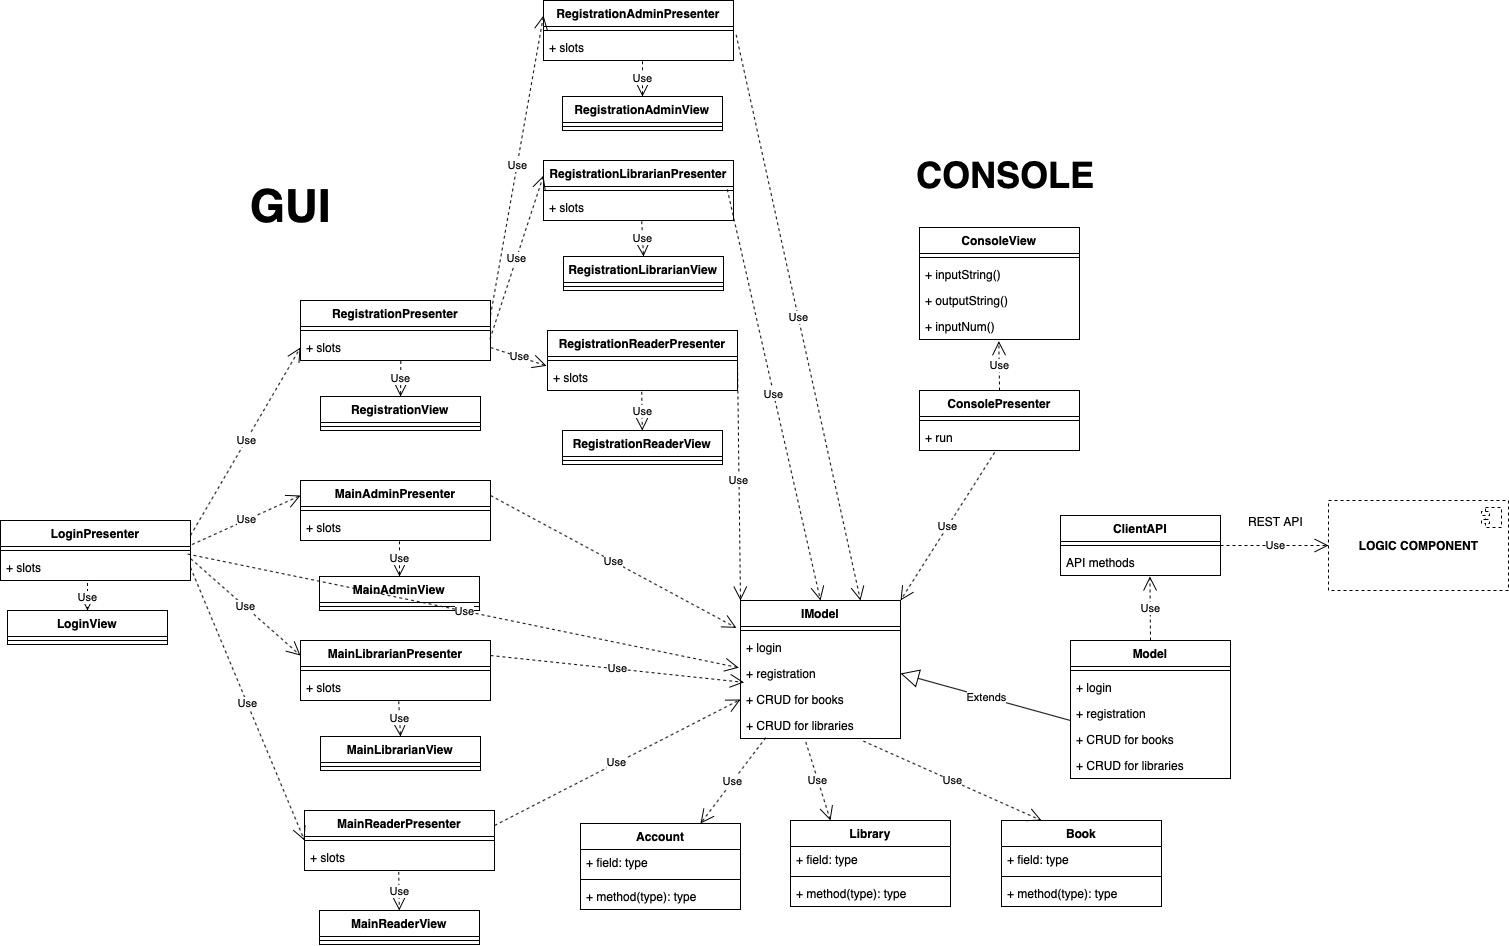 RegistrationAdminPresenter
+ slots
Use
RegistrationAdminView
Use
RegistrationLibrarianPresenter
+ slots
Use
RegistrationLibrarianView
Use
GUI
CONSOLE
ConsoleView
+ inputString()
+ outputString()
+ inputNum()
Use
ConsolePresenter
+ run
Use
RegistrationPresenter
+ slots
Use
RegistrationView
Use
RegistrationReaderPresenter
+ slots
Use
RegistrationReaderView
Use
Use
Use
Use
MainAdminPresenter
+ slots
Use
MainAdminView
Use
Use
LoginPresenter
+ slots
Use
LoginView
Use
Use
MainLibrarianPresenter
+ slots
Use
MainLibrarianView
Use
Use
MainReaderPresenter
+ slots
Use
MainReaderView
Use
Use
IModel
+ login
+ registration
+ CRUD for books
+ CRUD for libraries
Extends
ClientAPI
API methods
REST API
Use
LOGIC COMPONENT
Use
Model
+ login
+ registration
+ CRUD for books
+ CRUD for libraries
Use
Use
Use
Account
+ field: type
+ method(type): type
Library
+ field: type
+ method(type): type
Book
+ field: type
+ method(type): type